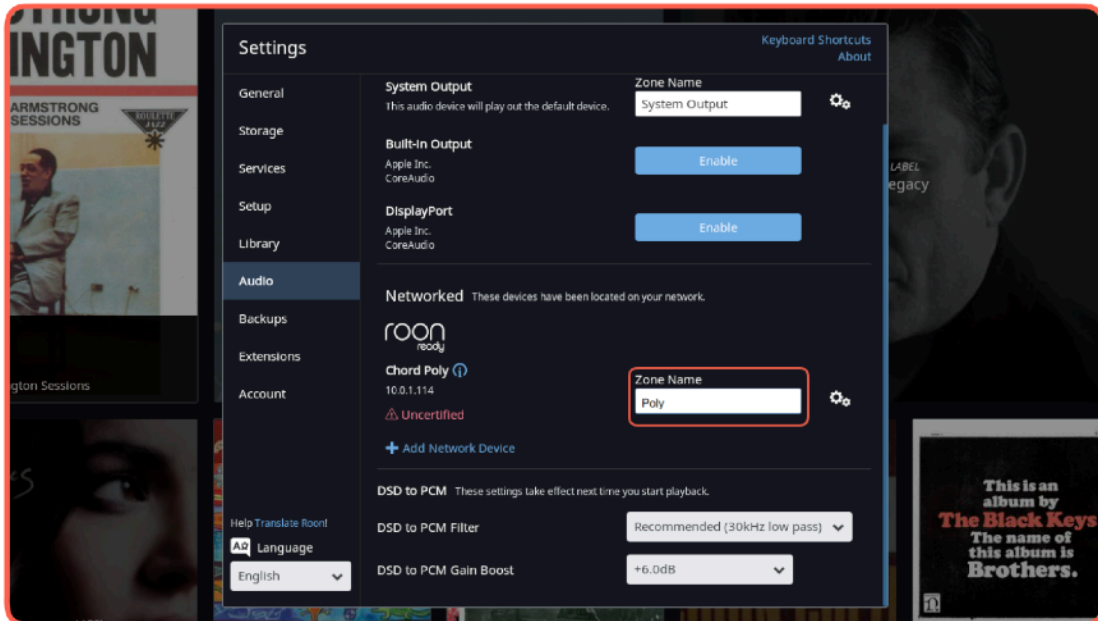 STRONG
INGTON
ARMSTRONG
SESSIONS
ROULETTE
JAZZ
ngton Sessions
Settings
Keyboard Shortcuts
About
General
Storage
Services
Setup
Library
Audio
Backups
Extensions
Account
Help Translate Roon!
Language
English
System Output
This audio device will play out the default device.
Zone Name
System Output
Built-in Output
Apple Inc.
CoreAudio
Enable
DisplayPort
Apple Inc.
CoreAudio
Enable
Networked These devices have been located on your network.
roon
ready
Chord Poly
10.0.1.114
Uncertified
Zone Name
Poly
Add Network Device
DSD to PCM These settings take effect next time you start playback.
DSD to PCM Filter
Recommended (30kHz low pass)
DSD to PCM Gain Boost
+6.0dB
LABEL
egacy
This is an
album by
The Black Keys
The name of
this album is
Brothers.